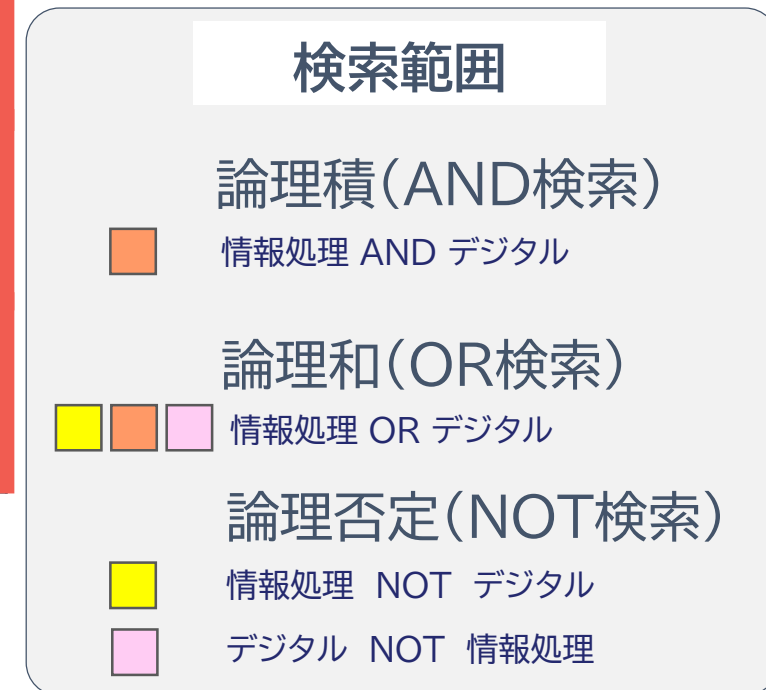 検索範囲
論理積(AND検索)
情報処理 AND デジタル
論理和(OR検索)
情報処理 OR デジタル
論理否定(NOT検索)
情報処理 NOT デジタル
デジタル NOT 情報処理